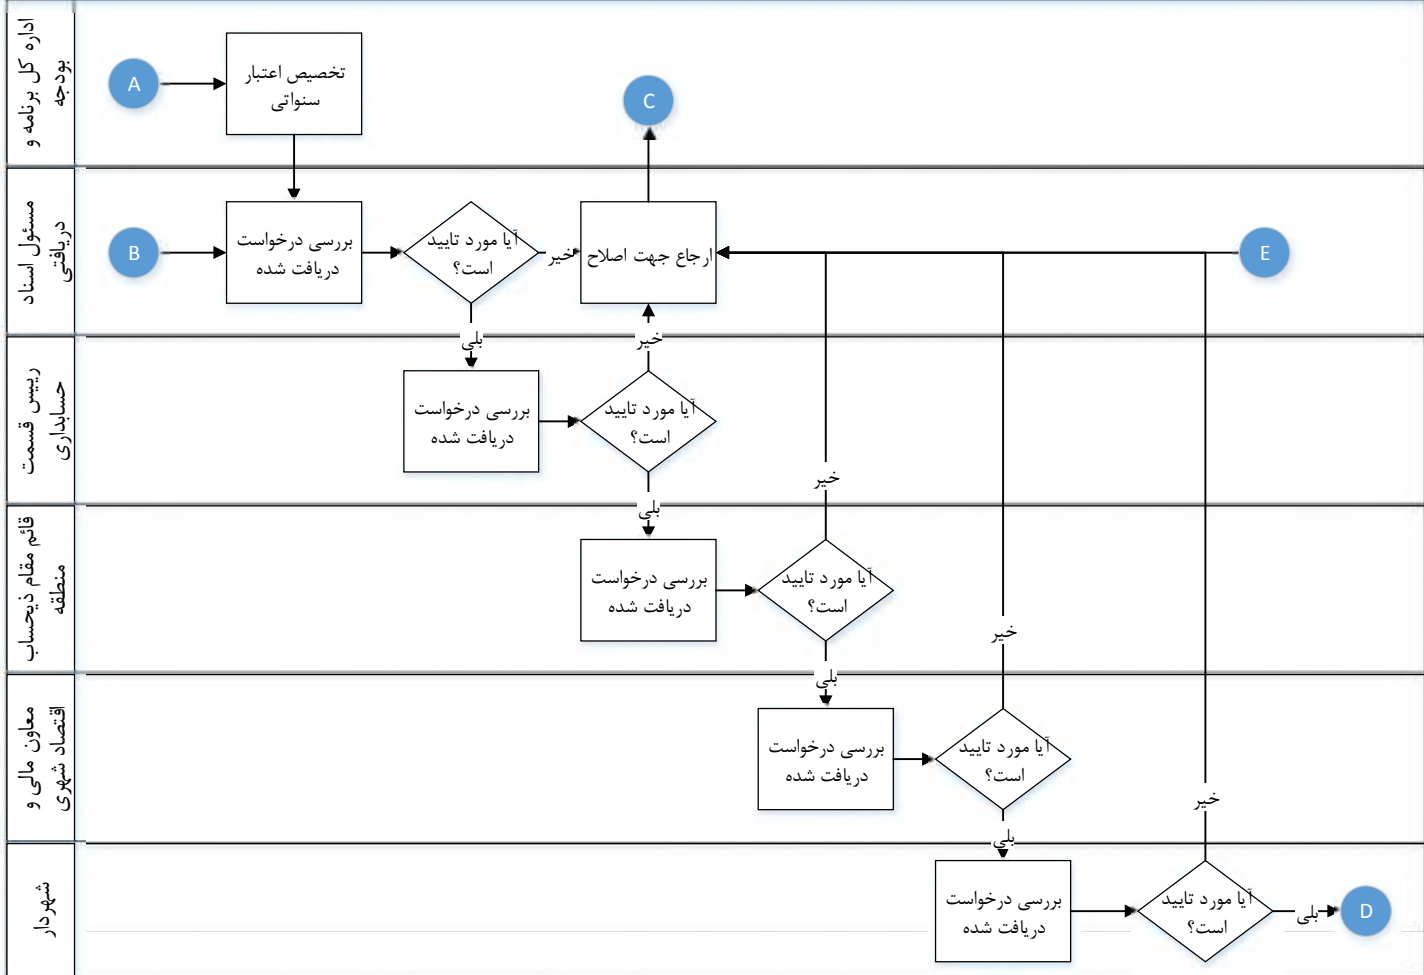 اداره کل برنامه و
بودجه
A
تخصیص اعتبار
سنواتی
C
مسئول اسناد
دریافتی
B
بررسی درخواست
دریافت شده
آیا مورد تایید
است؟
خیر
ارجاع جهت اصلاح
E
بلی
خیر
رییس قسمت
حسابداری
بررسی درخواست
دریافت شده
آیا مورد تایید
است؟
خیر
بلی
قائم مقام ذیحساب
منطقه
بررسی درخواست
دریافت شده
آیا مورد تایید
است؟
خیر
بلی
معاون مالی و
اقتصاد شهری
بررسی درخواست
دریافت شده
آیا مورد تایید
است؟
خیر
بلی
شهردار
بررسی درخواست
دریافت شده
آیا مورد تایید
است؟
بلی
D